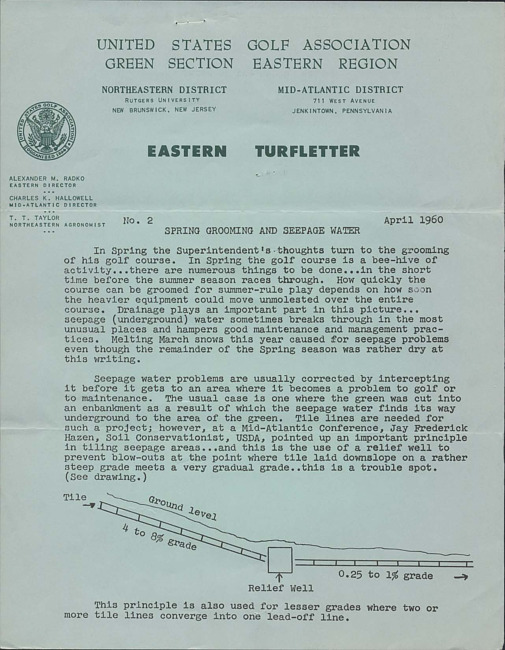 UNITED STATES GOLF ASSOCIATION
GREEN SECTION EASTERN REGION
NORTHEASTERN DISTRICT
RUTGERS UNIVERSITY
NEW BRUNSWICK, NEW JERSEY
MID-ATLANTIC DISTRICT
711 WEST AVENUE
JENKINTOWN, PENNSYLVANIA
EASTERN TURFLETTER
ALEXANDER M. RADKO
EASTERN DIRECTOR
CHARLES K. HALLOWELL
MID-ATLANTIC DIRECTOR
T. T. TAYLOR
NORTHEASTERN AGRONOMIST
No. 2
April 1960
SPRING GROOMING AND SEEPAGE WATER
In Spring the Superintendent's thoughts turn to the grooming
of his golf course. In Spring the golf course is a bee-hive of
activity...there are numerous things to be done...in the short
time before the summer season races through. How quickly the
course can be groomed for summer-rule play depends on how soon
the heavier equipment could move unmolested over the entire
course. Drainage plays an important part in this picture...
seepage (underground) water sometimes breaks through in the most
unusual places and hampers good maintenance and management prac-
tices. Melting March snows this year caused for seepage problems
even though the remainder of the Spring season was rather dry at
this writing.
Seepage water problems are usually corrected by intercepting
it before it gets to an area where it becomes a problem to golf or
to maintenance. The usual case is one where the green was cut into
an enbankment as a result of which the seepage water finds its way
underground to the area of the green. Tile lines are needed for
such a project; however, at a Mid-Atlantic Conference, Jay Frederick
Hazen, Soil Conservationist, USDA, pointed up an important principle
in tiling seepage areas...and this is the use of a relief well to
prevent blow-outs at the point where tile laid downslope on a rather
steep grade meets a very gradual grade..this is a trouble spot.
(See drawing.)
Tile
Ground level
4 to 8% grade
0.25 to 1% grade
Relief Well
This principle is also used for lesser grades where two or
more tile lines converge into one lead-off line.